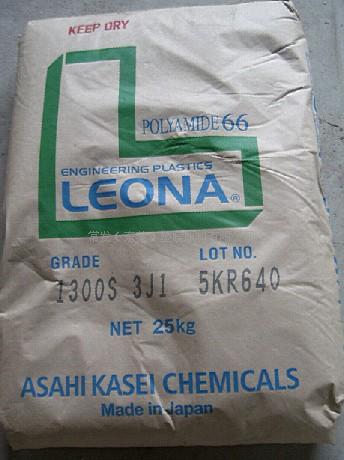 KEEP DRY
POLYAMIDE 66
ENGINEERING PLASTICS
LEONA®
GRADE LOT NO.
1300S 3J1 5KR640
NET 25kg
ASAHI KASEI CHEMICALS
Made in Japan